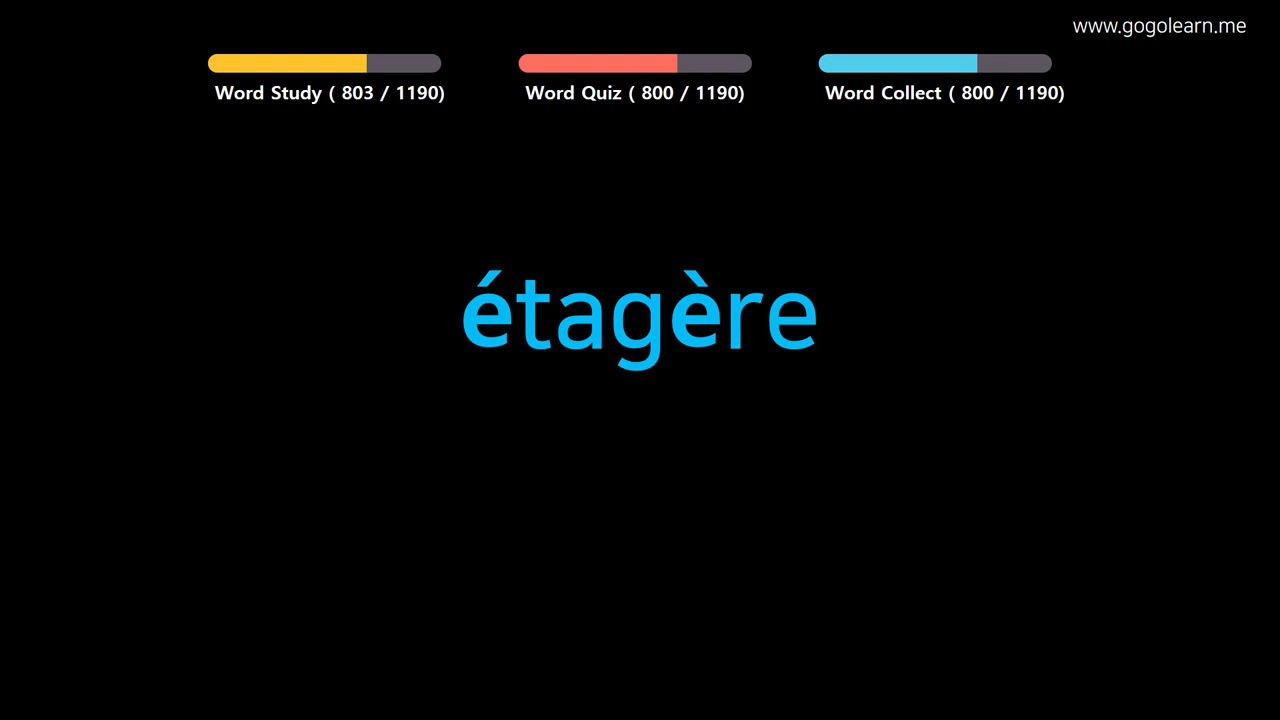 www.gogolearn.me
Word Study ( 803 / 1190)
Word Quiz ( 800 / 1190)
Word Collect ( 800 / 1190)
étagère